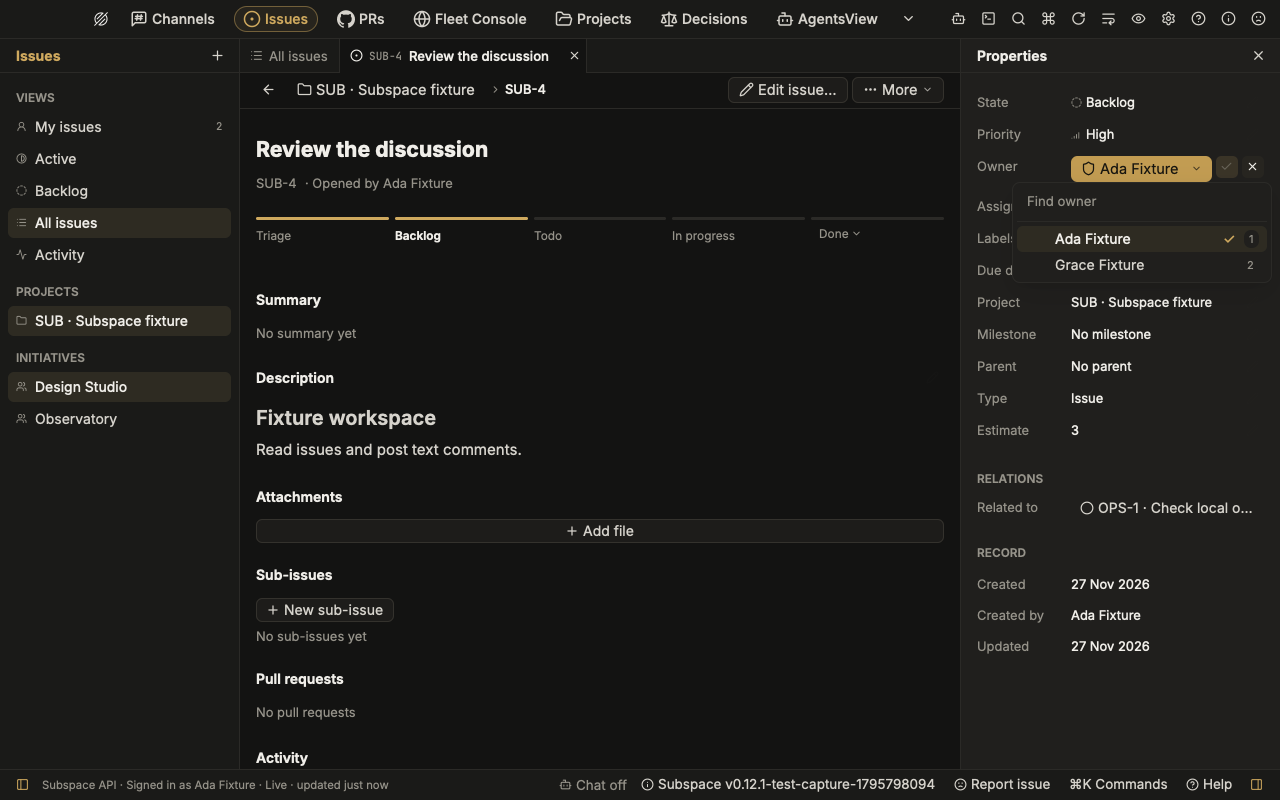 Channels Issues PRs Fleet Console Projects Decisions AgentsView
Issues
All issues
SUB-4 Review the discussion
Properties
SUB · Subspace fixture > SUB-4
Edit issue...
More
VIEWS
My issues 2
Active
Backlog
All issues
Activity
PROJECTS
SUB · Subspace fixture
INITIATIVES
Design Studio
Observatory
Review the discussion
SUB-4 · Opened by Ada Fixture
Triage Backlog Todo In progress Done
Summary
No summary yet
Description
Fixture workspace
Read issues and post text comments.
Attachments
+ Add file
Sub-issues
+ New sub-issue
No sub-issues yet
Pull requests
No pull requests
Activity
State Backlog
Priority High
Owner Ada Fixture
Find owner
Ada Fixture 1
Grace Fixture 2
Project SUB · Subspace fixture
Milestone No milestone
Parent No parent
Type Issue
Estimate 3
RELATIONS
Related to OPS-1 · Check local o...
RECORD
Created 27 Nov 2026
Created by Ada Fixture
Updated 27 Nov 2026
Subspace API · Signed in as Ada Fixture · Live · updated just now
Chat off
Subspace v0.12.1-test-capture-1795798094
Report issue
⌘K Commands
Help